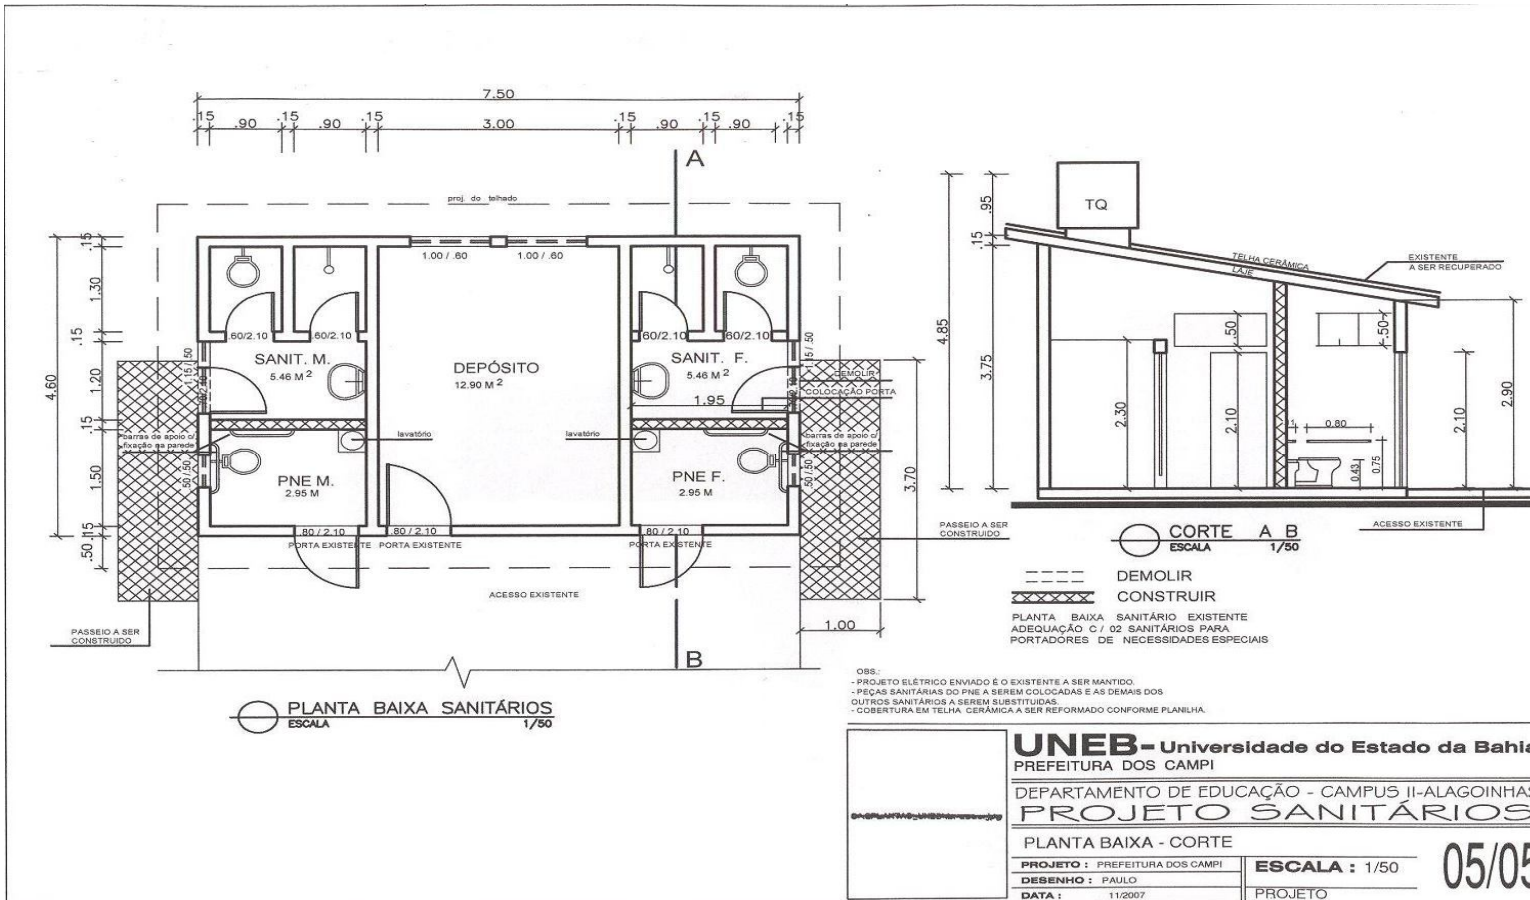 7.50
.15 .90 .15 .90 .15 3.00 .15 .90 .15 .90 .15
A
proj. do telhado
1.00 / .60 1.00 / .60
.60/2.10 .60/2.10 .60/2.10 .60/2.10
SANIT. M.
5.46 M²
DEPÓSITO
12.90 M²
SANIT. F.
5.46 M²
1.95
1.15 / .50
1.15 / .50
DEMOLIR
COLOCAÇÃO PORTA
barras de apoio c/
fixação na parede
lavatório
lavatório
barras de apoio c/
fixação na parede
PNE M.
2.95 M
PNE F.
2.95 M
.50 / .50
.50 / .50
.80 / 2.10 .80 / 2.10 .80 / 2.10
PORTA EXISTENTE PORTA EXISTENTE PORTA EXISTENTE
ACESSO EXISTENTE
4.60
.15
1.30
.15
1.20
.15
1.50
.15
.50
3.70
1.00
PASSEIO A SER
CONSTRUIDO
PASSEIO A SER
CONSTRUIDO
B
PLANTA BAIXA SANITÁRIOS
ESCALA 1/50
TQ
TELHA CERÂMICA
LAJE
EXISTENTE
A SER RECUPERADO
4.85
.95
.15
3.75
2.30
.50
2.10
.50
0.80
0.43
0.75
2.10
2.90
ACESSO EXISTENTE
CORTE A B
ESCALA 1/50
DEMOLIR
CONSTRUIR
PLANTA BAIXA SANITÁRIO EXISTENTE
ADEQUAÇÃO C / 02 SANITÁRIOS PARA
PORTADORES DE NECESSIDADES ESPECIAIS
OBS.:
- PROJETO ELÉTRICO ENVIADO É O EXISTENTE A SER MANTIDO.
- PEÇAS SANITÁRIAS DO PNE A SEREM COLOCADAS E AS DEMAIS DOS
OUTROS SANITÁRIOS A SEREM SUBSTITUIDAS.
- COBERTURA EM TELHA CERÂMICA A SER REFORMADO CONFORME PLANILHA.
UNEB- Universidade do Estado da Bahia
PREFEITURA DOS CAMPI
DEPARTAMENTO DE EDUCAÇÃO - CAMPUS II-ALAGOINHAS
PROJETO SANITÁRIOS
PLANTA BAIXA - CORTE
PROJETO : PREFEITURA DOS CAMPI
DESENHO : PAULO
DATA : 11/2007
ESCALA : 1/50
PROJETO
05/05